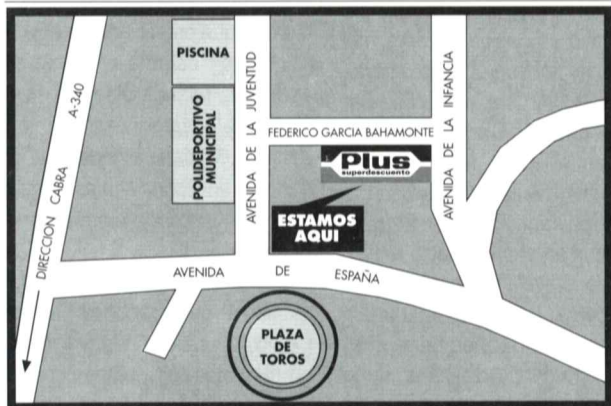 PISCINA
POLIDEPORTIVO
MUNICIPAL
AVENIDA DE LA JUVENTUD
AVENIDA DE LA INFANCIA
A-340
DIRECCION CABRA
FEDERICO GARCIA BAHAMONTE
Plus
superdescuento
ESTAMOS
AQUI
AVENIDA DE ESPAÑA
PLAZA
DE
TOROS